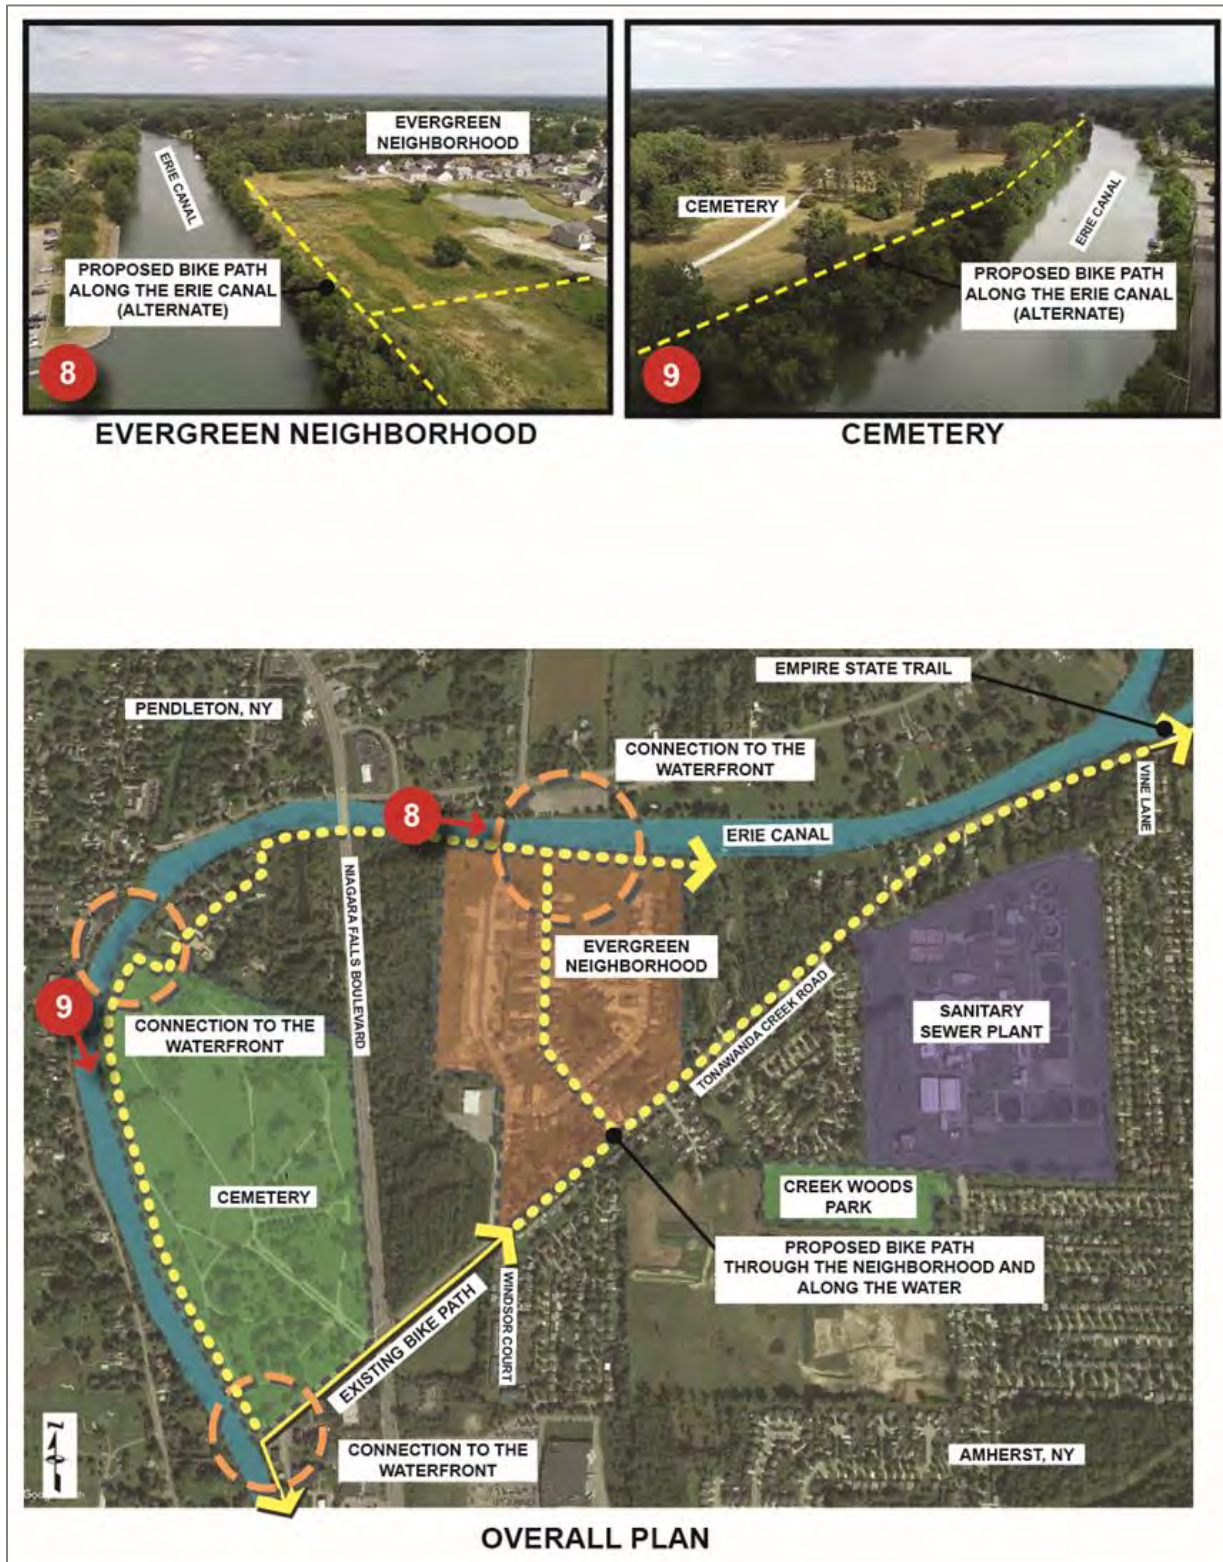 EVERGREEN
NEIGHBORHOOD
ERIE CANAL
PROPOSED BIKE PATH
ALONG THE ERIE CANAL
(ALTERNATE)
8
EVERGREEN NEIGHBORHOOD
CEMETERY
ERIE CANAL
PROPOSED BIKE PATH
ALONG THE ERIE CANAL
(ALTERNATE)
9
CEMETERY
EMPIRE STATE TRAIL
PENDLETON, NY
CONNECTION TO THE
WATERFRONT
VINE LANE
8
ERIE CANAL
NIAGARA FALLS BOULEVARD
EVERGREEN
NEIGHBORHOOD
9
CONNECTION TO THE
WATERFRONT
SANITARY
SEWER PLANT
TONAWANDA CREEK ROAD
CEMETERY
CREEK WOODS
PARK
PROPOSED BIKE PATH
THROUGH THE NEIGHBORHOOD AND
ALONG THE WATER
WINDSOR COURT
EXISTING BIKE PATH
CONNECTION TO THE
WATERFRONT
AMHERST, NY
OVERALL PLAN